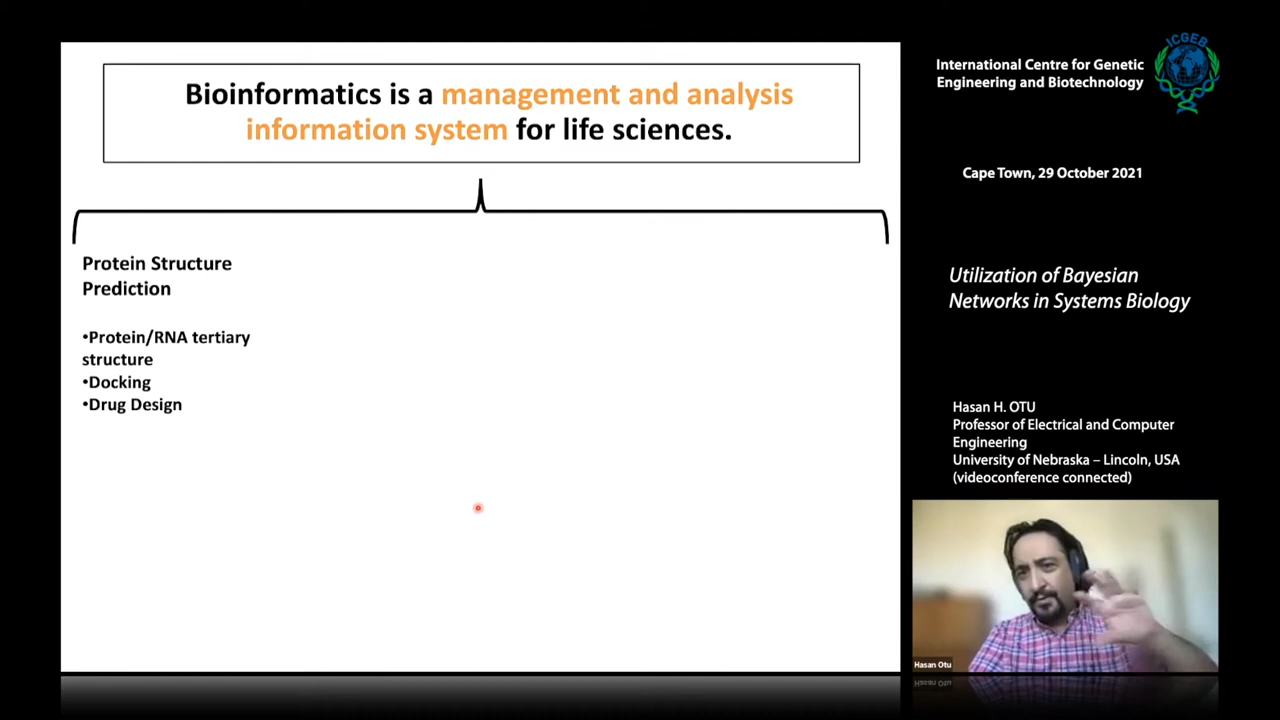 Bioinformatics is a management and analysis
information system for life sciences.
Protein Structure
Prediction
•Protein/RNA tertiary
structure
•Docking
•Drug Design
International Centre for Genetic
Engineering and Biotechnology
ICGEB
Cape Town, 29 October 2021
Utilization of Bayesian
Networks in Systems Biology
Hasan H. OTU
Professor of Electrical and Computer
Engineering
University of Nebraska – Lincoln, USA
(videoconference connected)
Hasan Otu